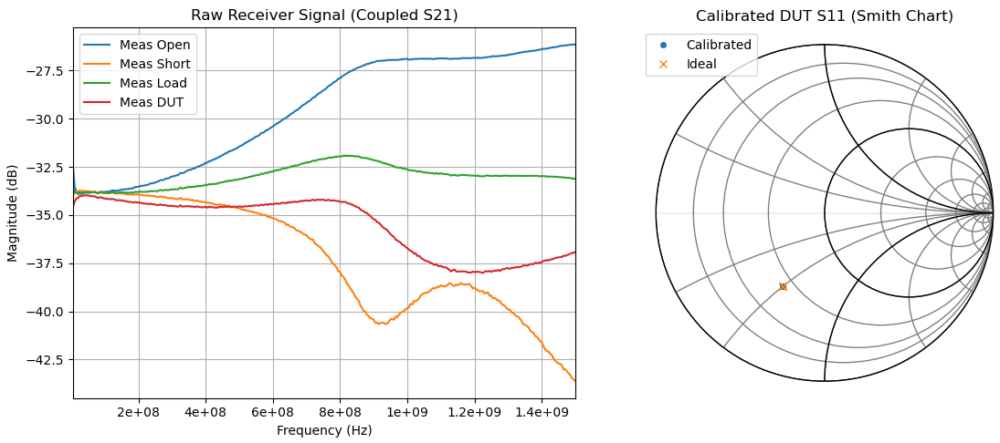 Raw Receiver Signal (Coupled S21)
Meas Open
Meas Short
Meas Load
Meas DUT
−27.5
−30.0
−32.5
−35.0
−37.5
−40.0
−42.5
Magnitude (dB)
2e+08 4e+08 6e+08 8e+08 1e+09 1.2e+09 1.4e+09
Frequency (Hz)
Calibrated DUT S11 (Smith Chart)
Calibrated
Ideal